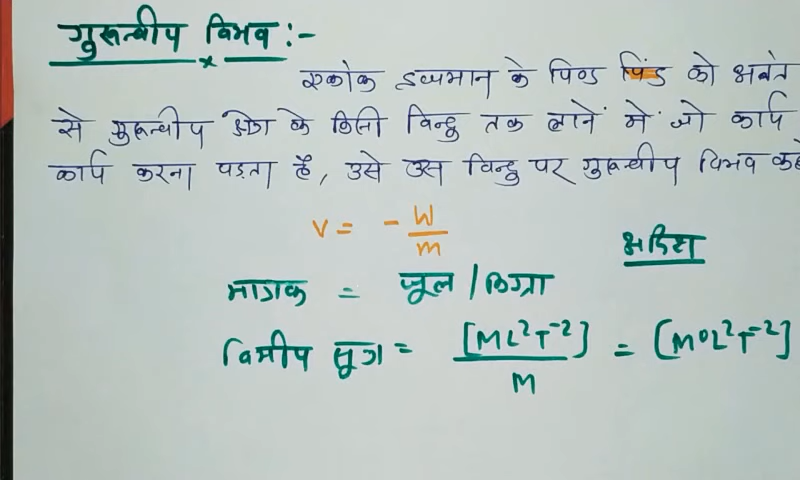 गुरूत्वीय विभव :-
एकांक द्रव्यमान के पिण्ड पिंड को अनंत
से गुरूत्वीय क्षेत्र के किसी बिन्दु तक लाने में जो कार्य
कार्य करना पड़ता है, उसे उस बिन्दु पर गुरूत्वीय विभव कहते
V = - W/m
अदिश
मात्रक = जूल / किग्रा
विमीय सूत्र = [ML²T⁻²]/M = [M⁰L²T⁻²]